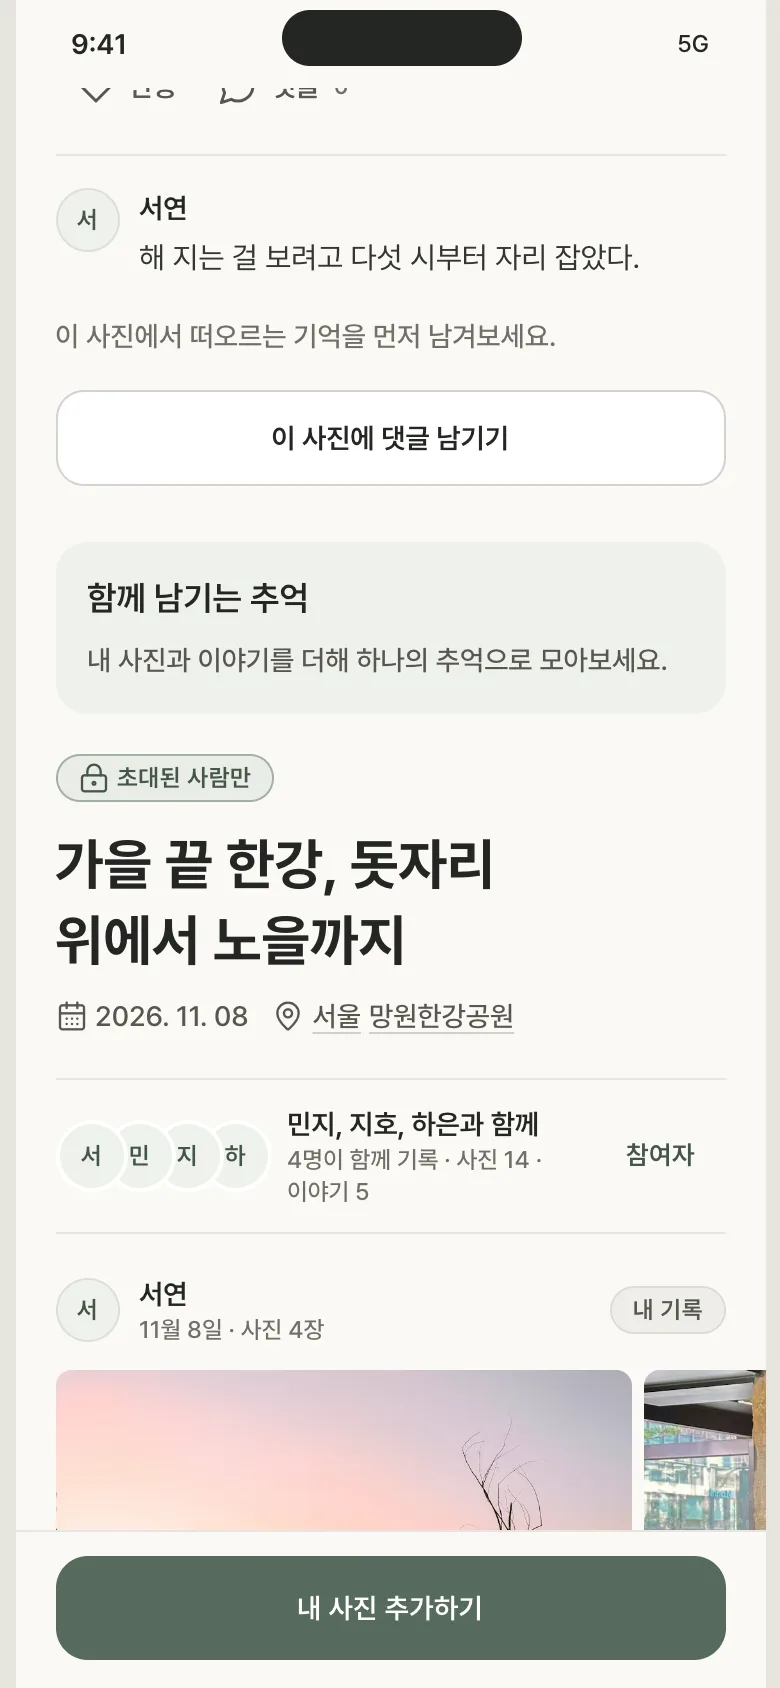 9:41
5G
댓글 0
서
서연
해 지는 걸 보려고 다섯 시부터 자리 잡았다.
이 사진에서 떠오르는 기억을 먼저 남겨보세요.
이 사진에 댓글 남기기
함께 남기는 추억
내 사진과 이야기를 더해 하나의 추억으로 모아보세요.
초대된 사람만
가을 끝 한강, 돗자리
위에서 노을까지
2026. 11. 08 서울 망원한강공원
서 민 지 하
민지, 지호, 하은과 함께
4명이 함께 기록 · 사진 14 ·
이야기 5
참여자
서
서연
11월 8일 · 사진 4장
내 기록
내 사진 추가하기